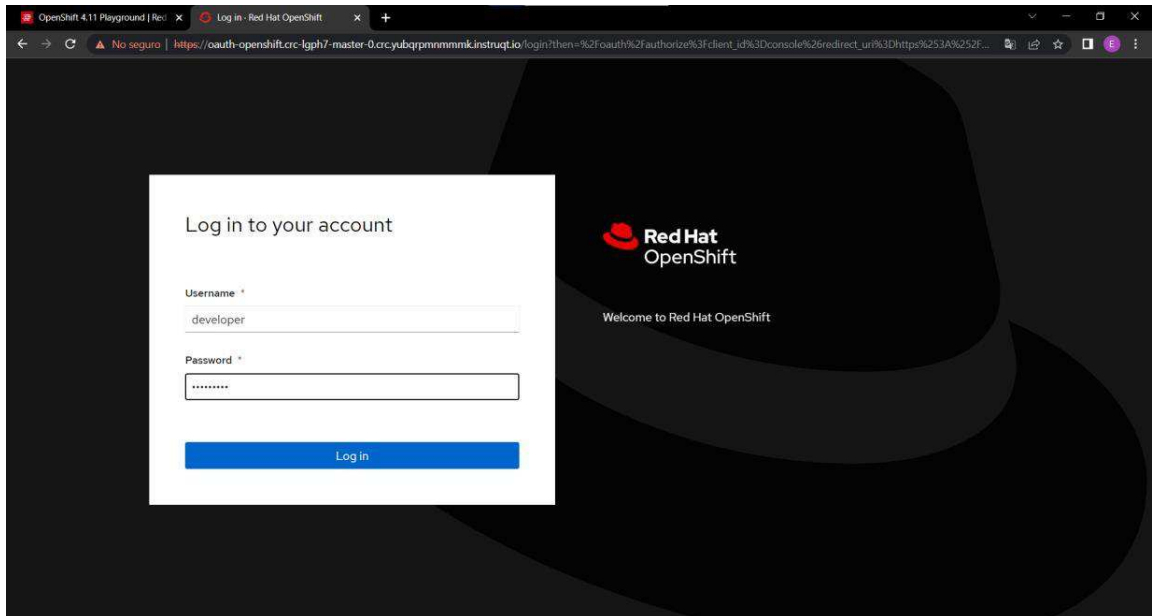 OpenShift 4.11 Playground | Red
Log in · Red Hat OpenShift
No seguro | https://oauth-openshift.crc-lgph7-master-0.crc.yubqrpmnmmmk.instruqt.io/login?then=%2Foauth%2Fauthorize%3Fclient_id%3Dconsole%26redirect_uri%3Dhttps%253A%252F...
E
Log in to your account
Red Hat
OpenShift
Username *
developer
Welcome to Red Hat OpenShift
Password *
•••••••••
Log in